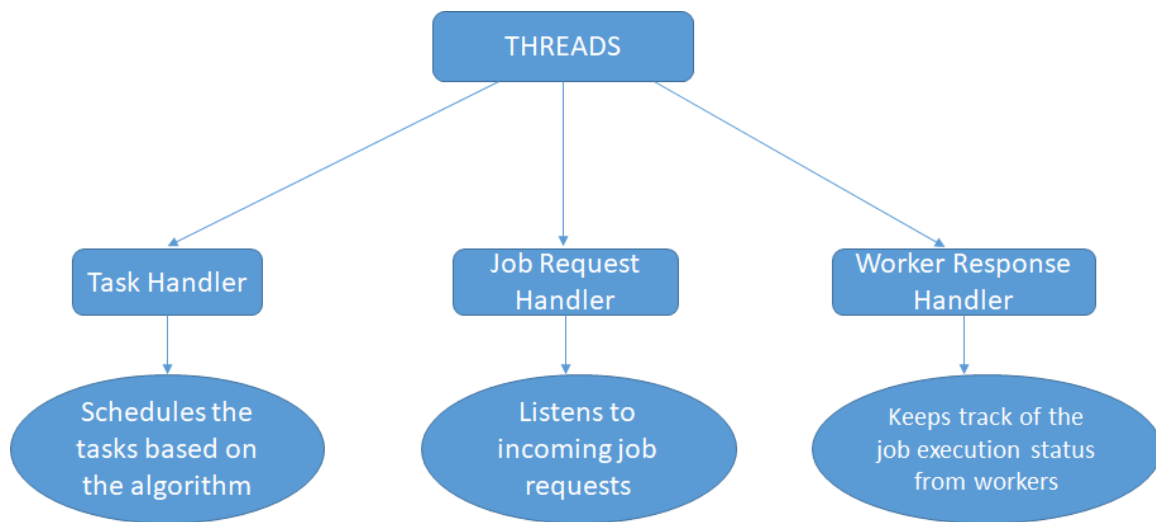 THREADS
Task Handler
Job Request
Handler
Worker Response
Handler
Schedules the
tasks based on
the algorithm
Listens to
incoming job
requests
Keeps track of the
job execution status
from workers